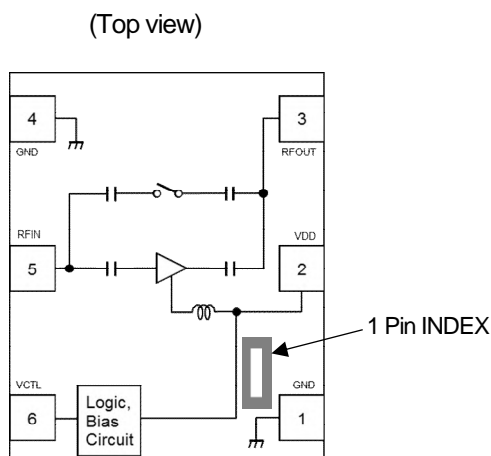 (Top view)
4
GND
3
RFOUT
RFIN
5
VDD
2
1 Pin INDEX
VCTL
6
Logic,
Bias
Circuit
GND
1